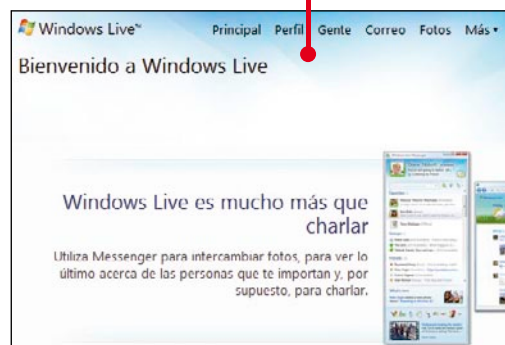 Windows Live™ Principal Perfil Gente Correo Fotos Más
Bienvenido a Windows Live
Windows Live es mucho más que
charlar
Utiliza Messenger para intercambiar fotos, para ver lo
último acerca de las personas que te importan y, por
supuesto, para charlar.